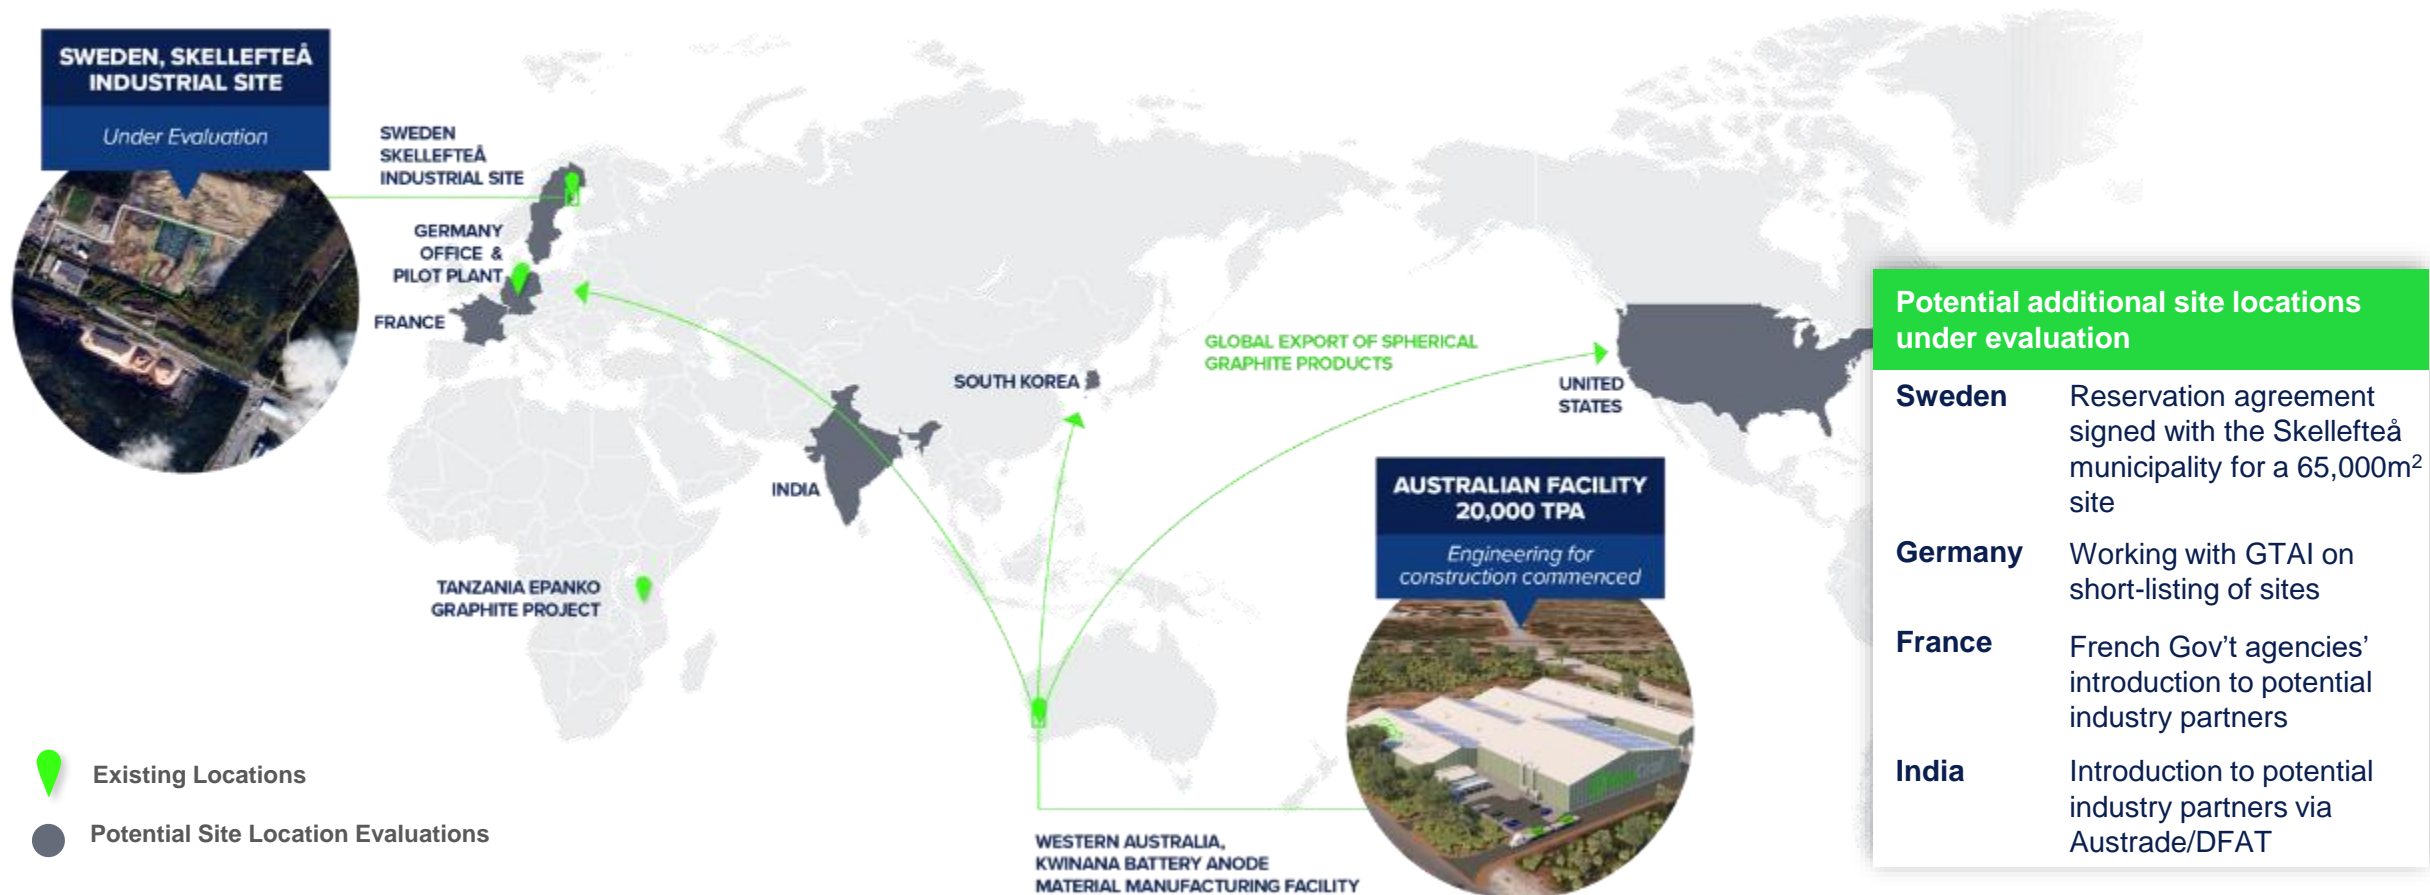 SWEDEN, SKELLEFTEÅ
INDUSTRIAL SITE
Under Evaluation
SWEDEN
SKELLEFTEÅ
INDUSTRIAL SITE
GERMANY
OFFICE &
PILOT PLANT
FRANCE
SOUTH KOREA
INDIA
TANZANIA EPANKO
GRAPHITE PROJECT
GLOBAL EXPORT OF SPHERICAL
GRAPHITE PRODUCTS
UNITED
STATES
AUSTRALIAN FACILITY
20,000 TPA
Engineering for
construction commenced
WESTERN AUSTRALIA,
KWINANA BATTERY ANODE
MATERIAL MANUFACTURING FACILITY
Existing Locations
Potential Site Location Evaluations
Potential additional site locations
under evaluation
Sweden
Reservation agreement
signed with the Skellefteå
municipality for a 65,000m²
site
Germany
Working with GTAI on
short-listing of sites
France
French Gov't agencies’
introduction to potential
industry partners
India
Introduction to potential
industry partners via
Austrade/DFAT